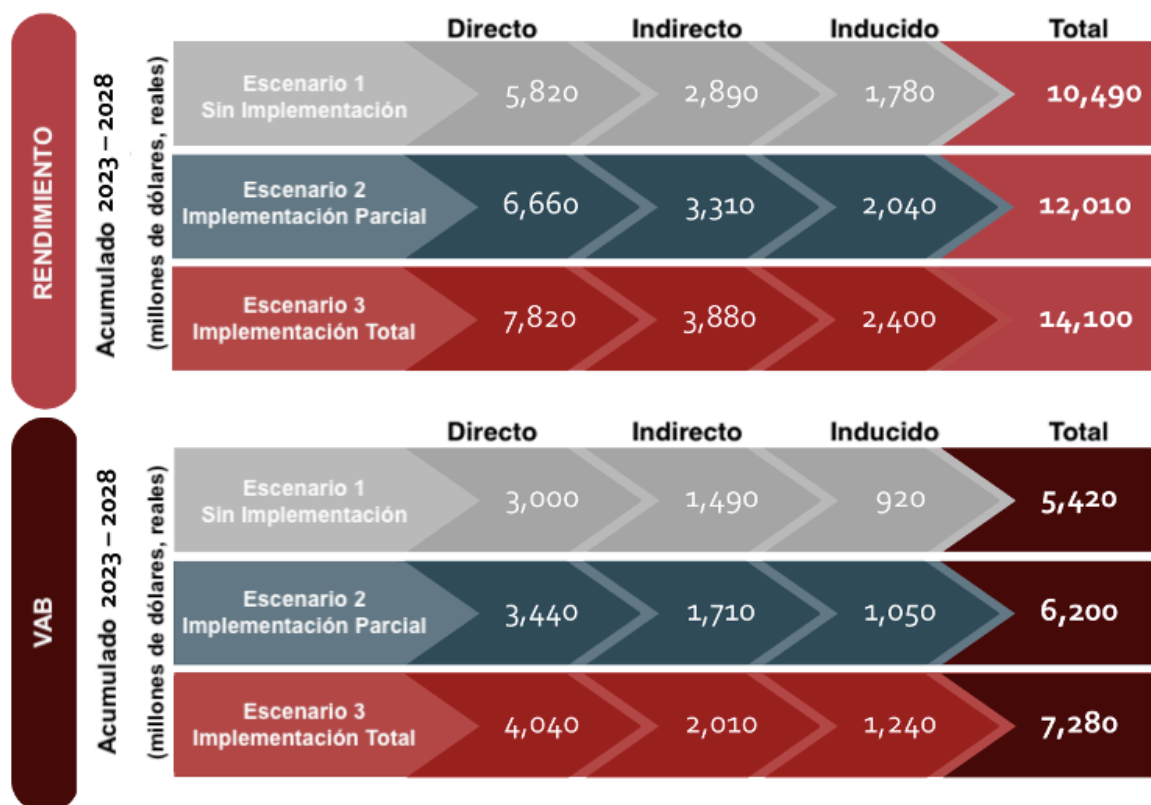 RENDIMIENTO
Acumulado 2023 – 2028
(millones de dólares, reales)
Directo Indirecto Inducido Total
Escenario 1
Sin Implementación
5,820 2,890 1,780 10,490
Escenario 2
Implementación Parcial
6,660 3,310 2,040 12,010
Escenario 3
Implementación Total
7,820 3,880 2,400 14,100
VAB
Acumulado 2023 – 2028
(millones de dólares, reales)
Directo Indirecto Inducido Total
Escenario 1
Sin Implementación
3,000 1,490 920 5,420
Escenario 2
Implementación Parcial
3,440 1,710 1,050 6,200
Escenario 3
Implementación Total
4,040 2,010 1,240 7,280